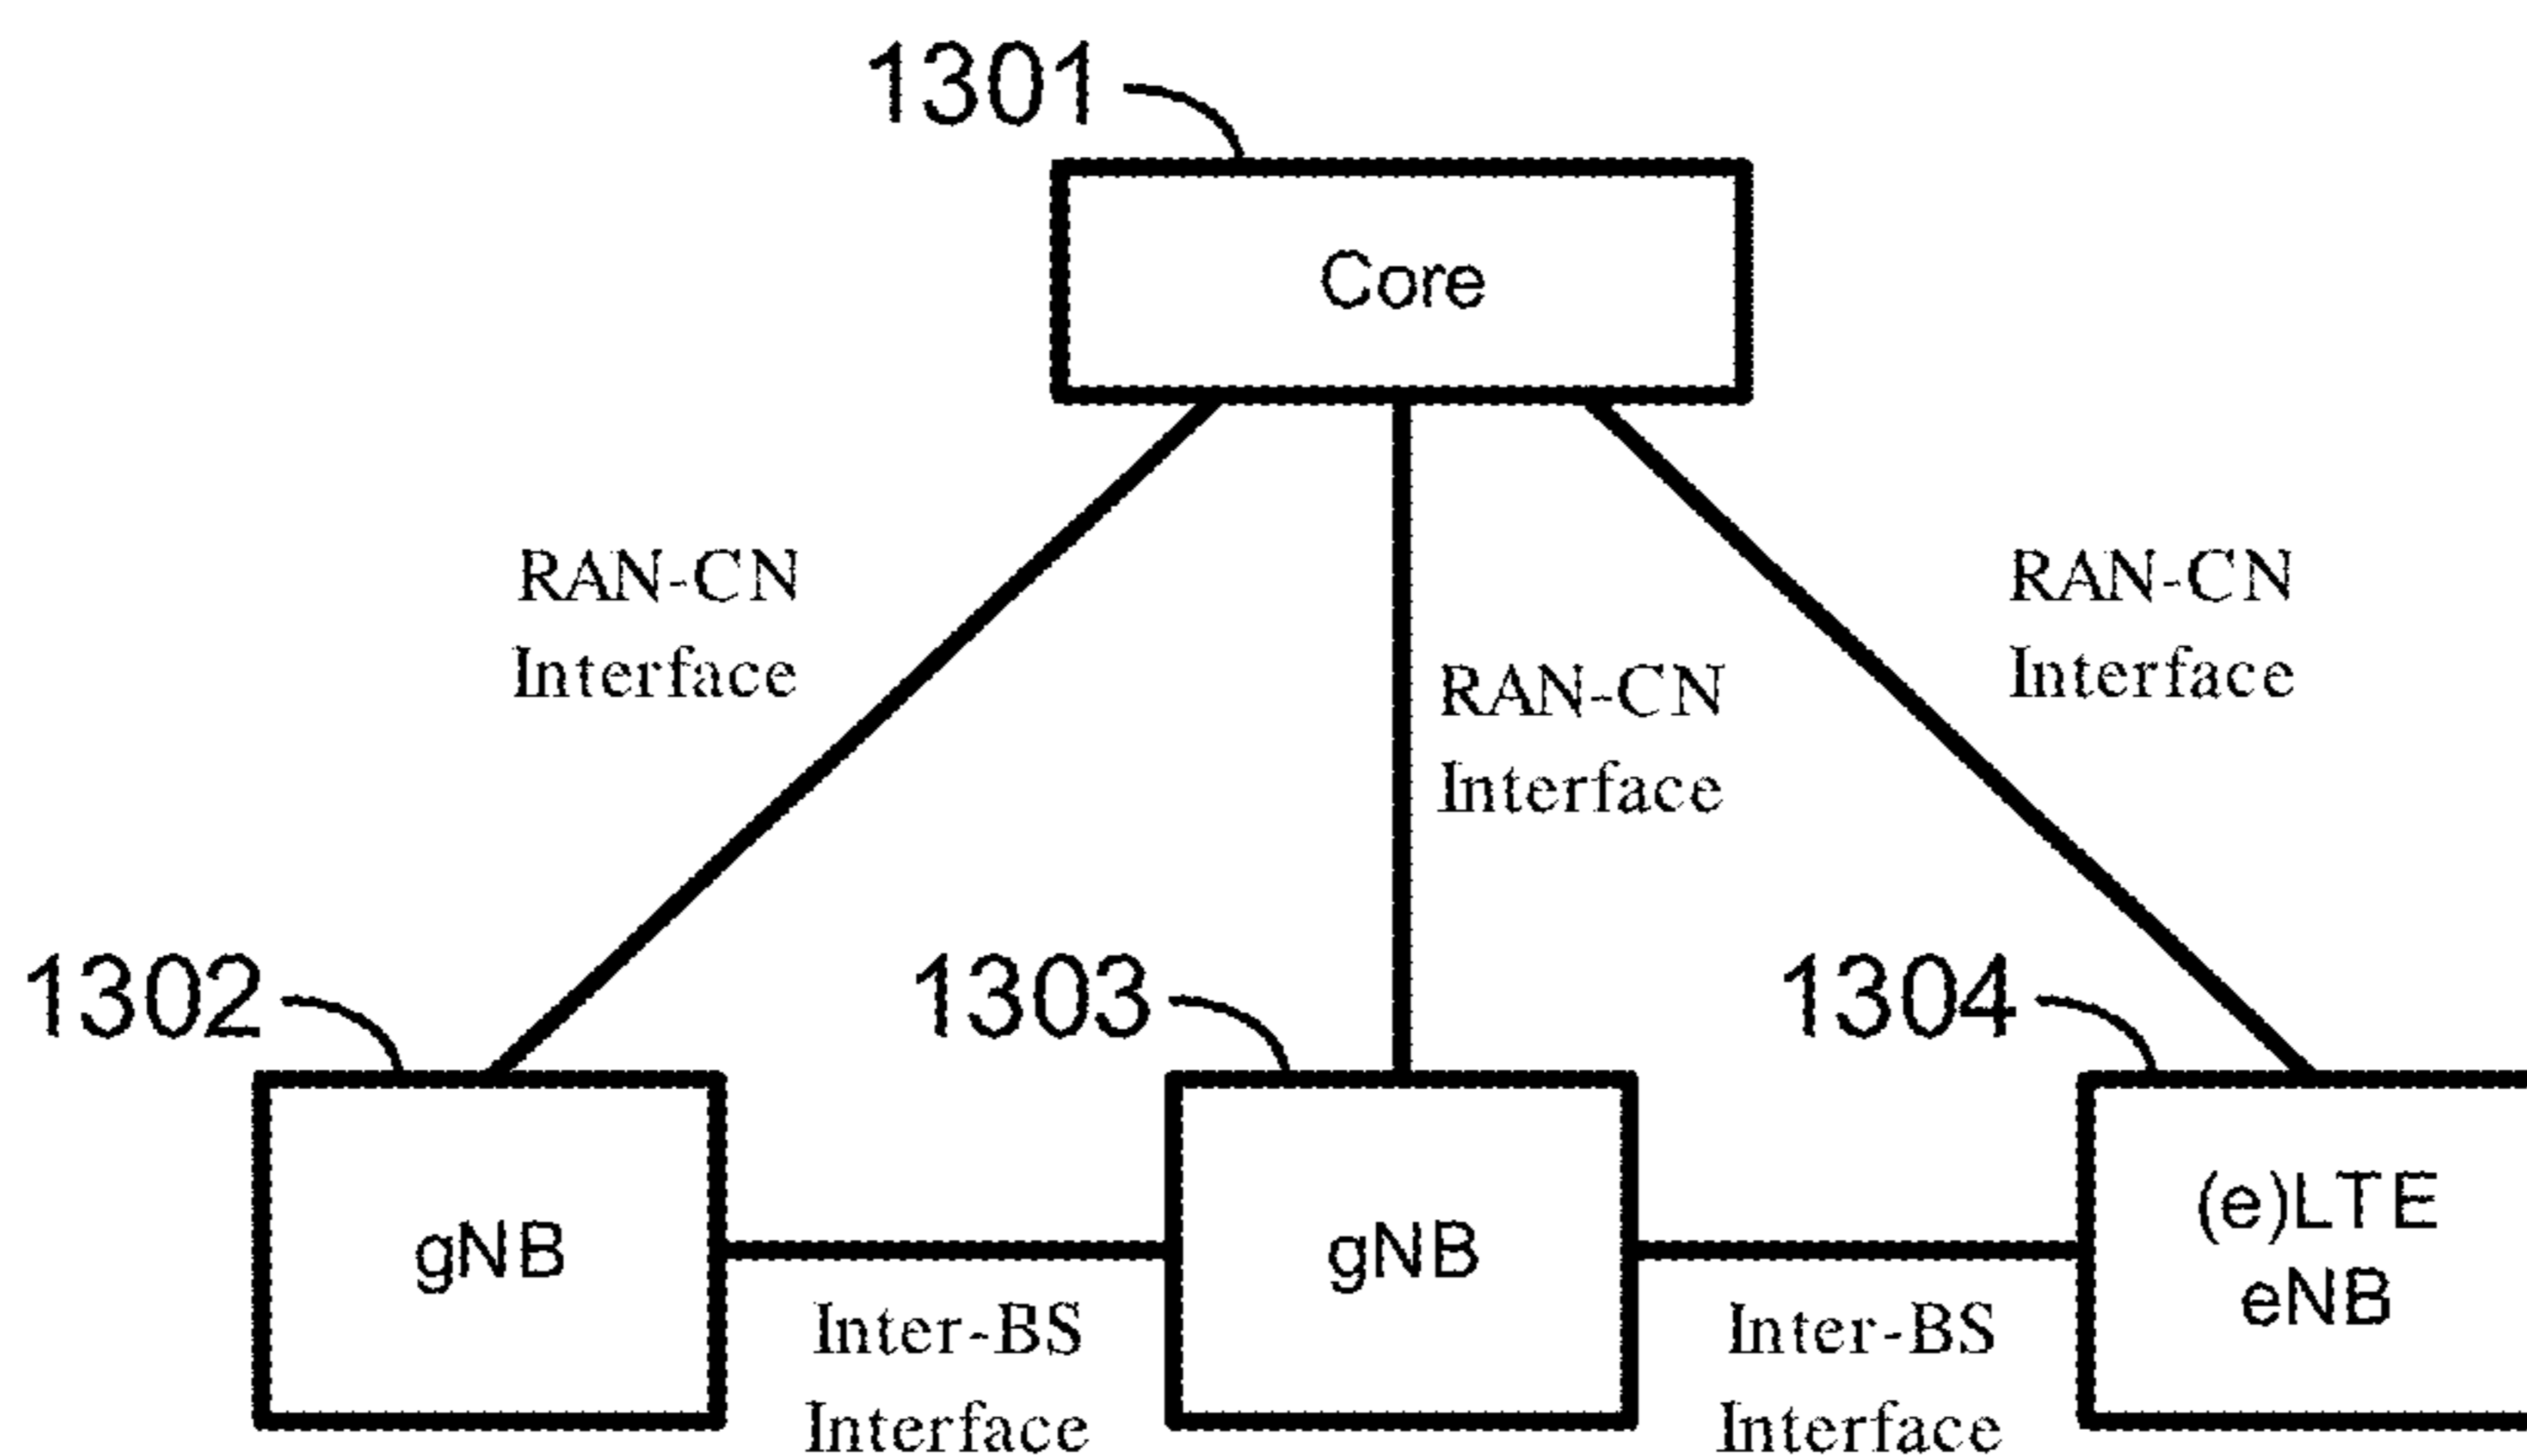 1301
Core
RAN-CN
Interface
RAN-CN
Interface
RAN-CN
Interface
1302
1303
1304
gNB
gNB
(e)LTE
eNB
Inter-BS
Interface
Inter-BS
Interface